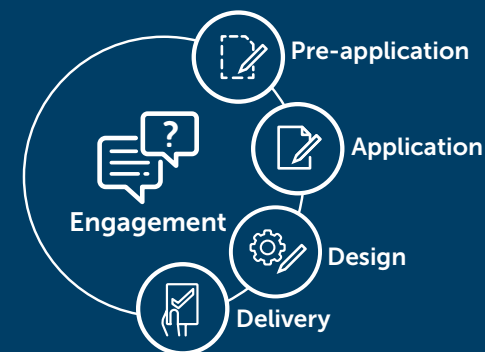 Pre-application
?
Application
Engagement
Design
Delivery